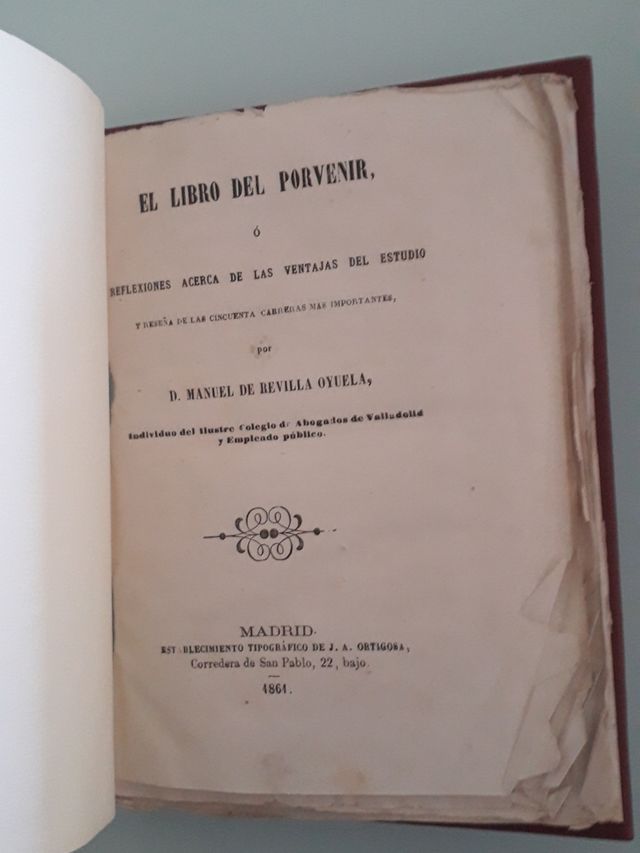 EL LIBRO DEL PORVENIR,
ó
REFLEXIONES ACERCA DE LAS VENTAJAS DEL ESTUDIO
Y RESEÑA DE LAS CINCUENTA CARRERAS MAS IMPORTANTES,
por
D. MANUEL DE REVILLA OYUELA,
Individuo del Ilustre Colegio de Abogados de Valladolid
y Empleado público.
MADRID.
ESTABLECIMIENTO TIPOGRÁFICO DE J. A. ORTIGOSA,
Corredera de San Pablo, 22, bajo.
1861.